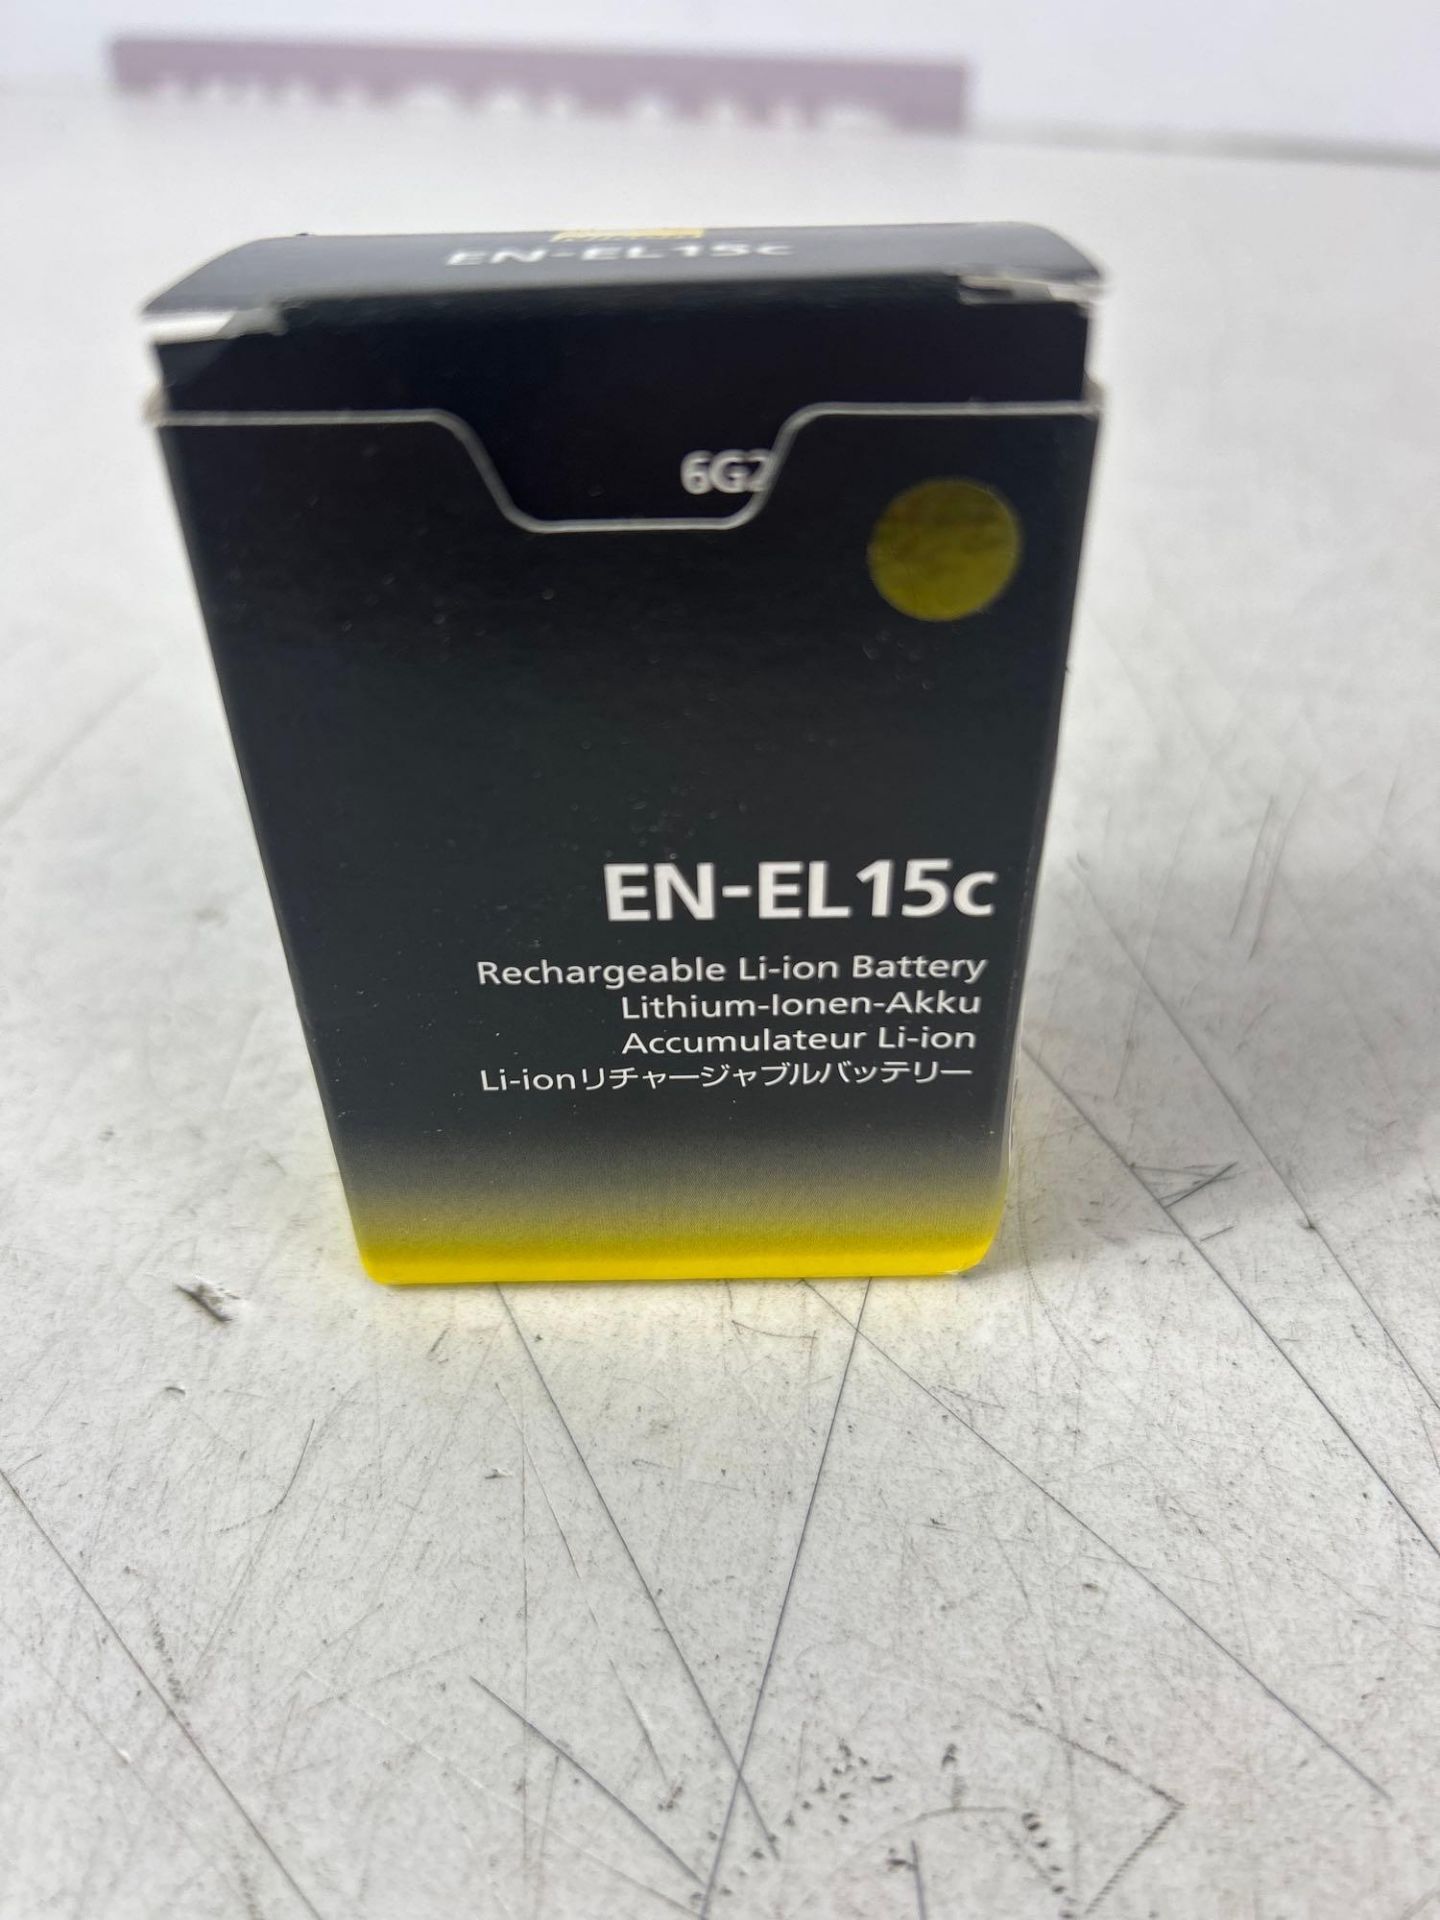 EN-EL15c
6G2
EN-EL15c
Rechargeable Li-ion Battery
Lithium-Ionen-Akku
Accumulateur Li-ion
Li-ionリチャージャブルバッテリー